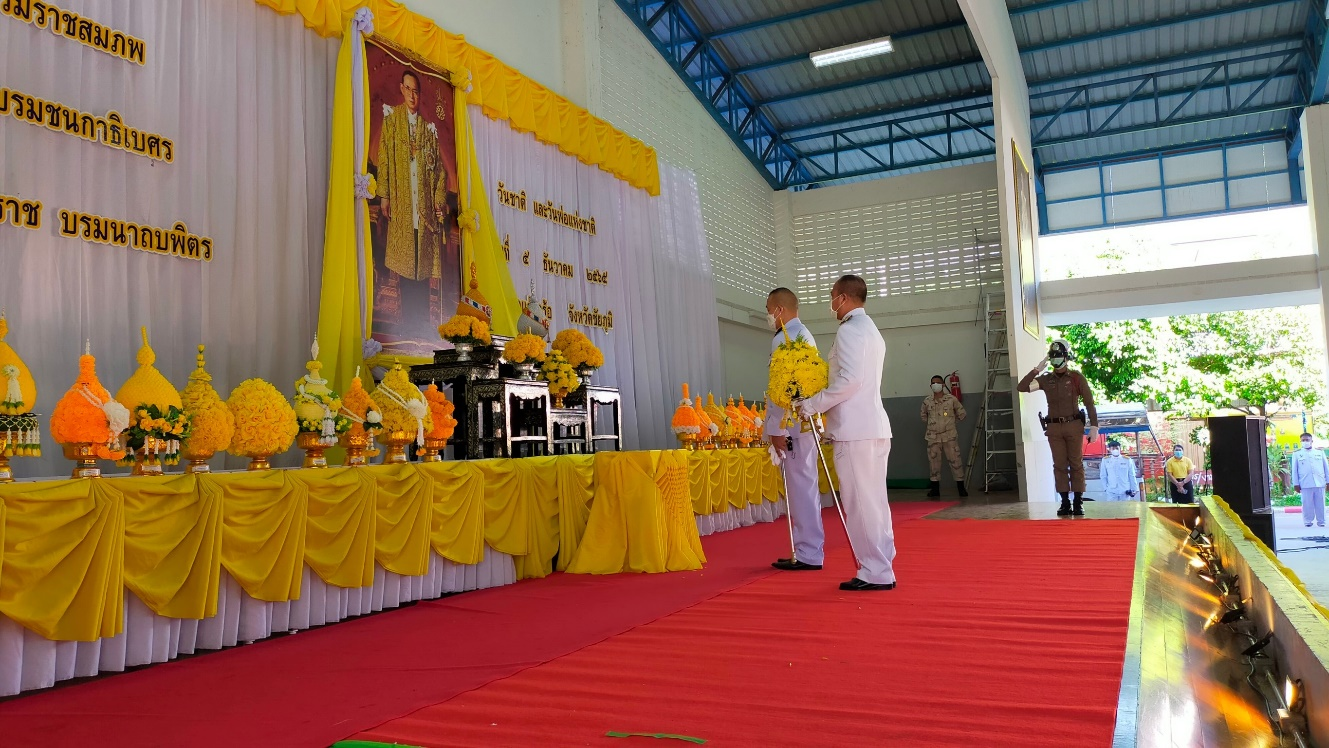 รมราชสมภพ
บรมชนกาธิเบศร
ราช บรมนาถบพิตร
วันชาติ และวันพ่อแห่งชาติ
ที่ ๕ ธันวาคม ๒๕๖๕
จังหวัดชัยภูมิ